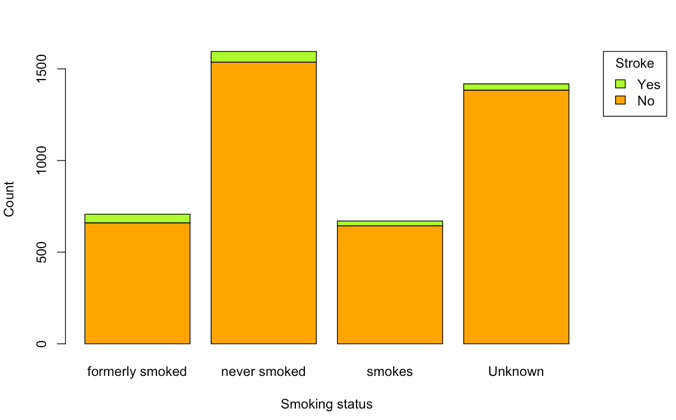 Stroke
Yes
No
Count
1500
1000
500
0
formerly smoked
never smoked
smokes
Unknown
Smoking status